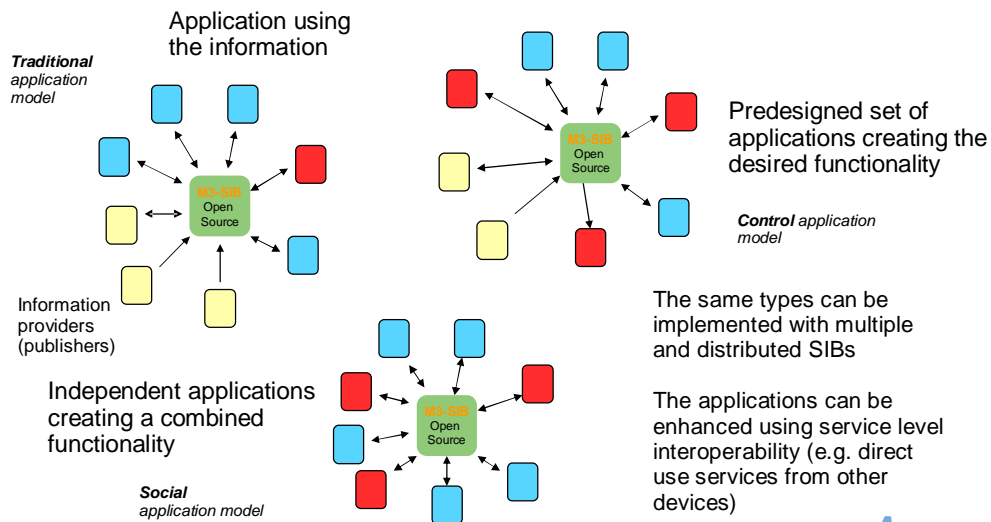 Application using
the information
Traditional
application
model
M3-SIB
Open
Source
Information
providers
(publishers)
M3-SIB
Open
Source
Predesigned set of
applications creating the
desired functionality
Control application
model
Independent applications
creating a combined
functionality
Social
application model
M3-SIB
Open
Source
The same types can be
implemented with multiple
and distributed SIBs
The applications can be
enhanced using service level
interoperability (e.g. direct
use services from other
devices)